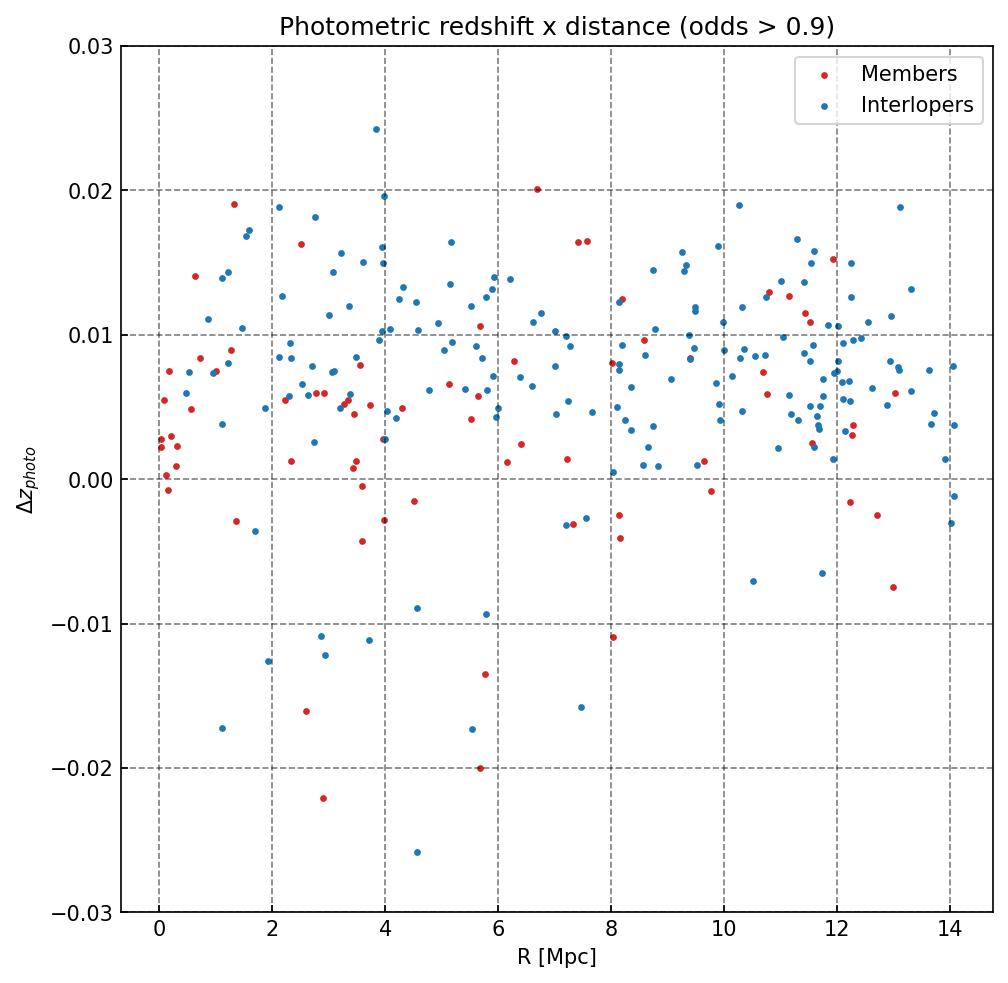 Photometric redshift x distance (odds > 0.9)
Members
Interlopers
0.03
0.02
0.01
0.00
−0.01
−0.02
−0.03
Δz_photo
0 2 4 6 8 10 12 14
R [Mpc]